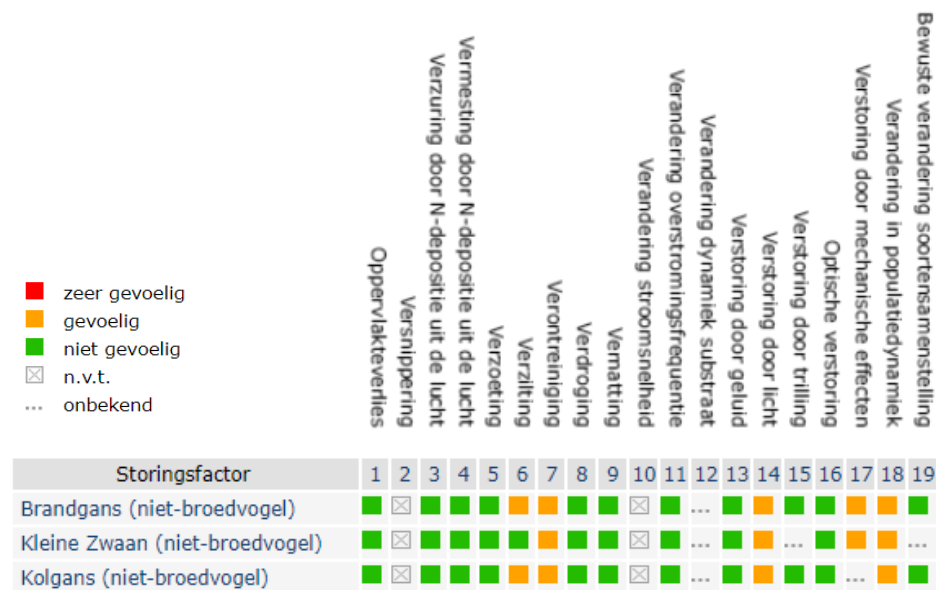 Oppervlakteverlies
Versnippering
Verzuring door N-depositie uit de lucht
Vermesting door N-depositie uit de lucht
Verzoeting
Verzilting
Verontreiniging
Verdroging
Vernatting
Verandering stroomsnelheid
Verandering overstromingsfrequentie
Verandering dynamiek substraat
Verstoring door geluid
Verstoring door licht
Verstoring door trilling
Optische verstoring
Verstoring door mechanische effecten
Verandering in populatiedynamiek
Bewuste verandering soortensamenstelling
zeer gevoelig
gevoelig
niet gevoelig
n.v.t.
... onbekend
Storingsfactor 1 2 3 4 5 6 7 8 9 10 11 12 13 14 15 16 17 18 19
Brandgans (niet-broedvogel) ...
Kleine Zwaan (niet-broedvogel) ... ... ...
Kolgans (niet-broedvogel) ... ...